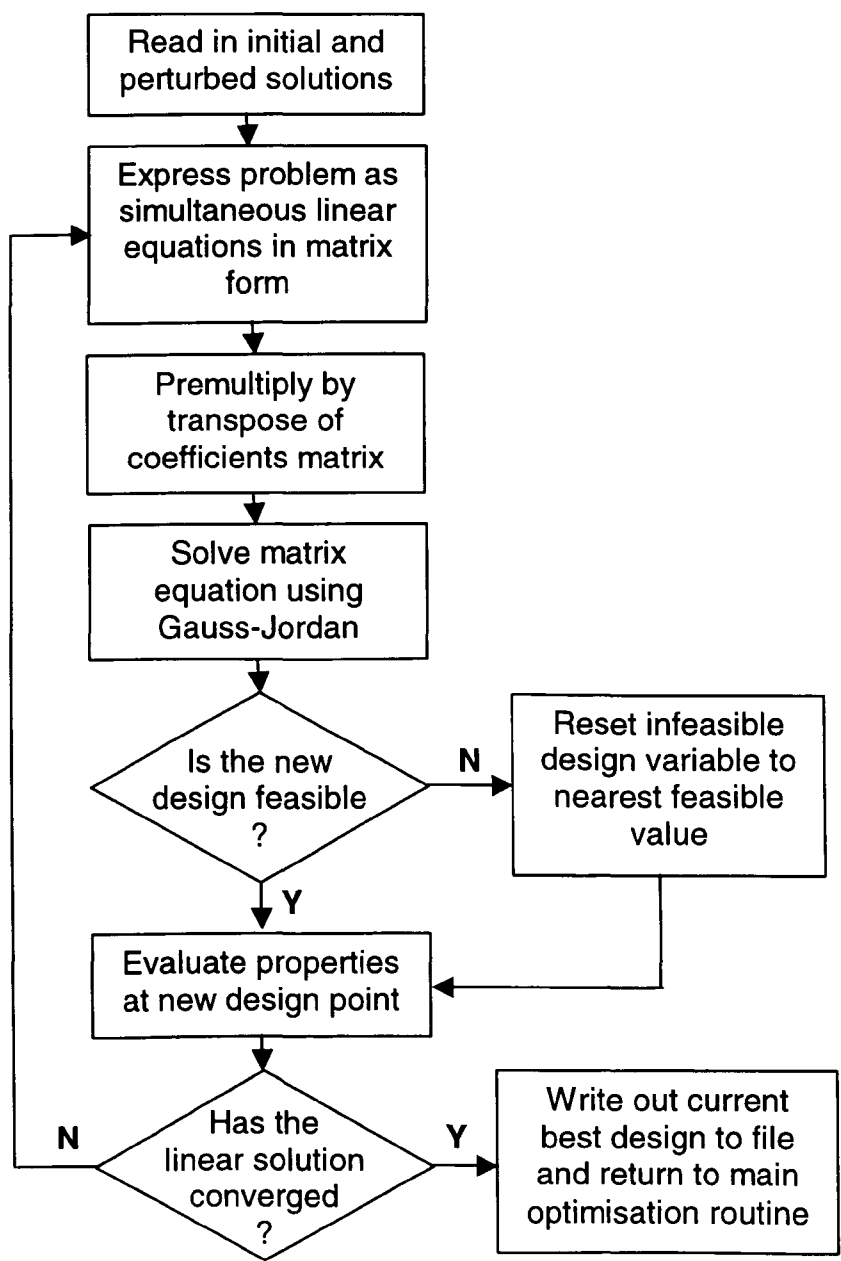 Read in initial and
perturbed solutions
Express problem as
simultaneous linear
equations in matrix
form
Premultiply by
transpose of
coefficients matrix
Solve matrix
equation using
Gauss-Jordan
Is the new
design feasible
?
N
Reset infeasible
design variable to
nearest feasible
value
Y
Evaluate properties
at new design point
N
Has the
linear solution
converged
?
Y
Write out current
best design to file
and return to main
optimisation routine